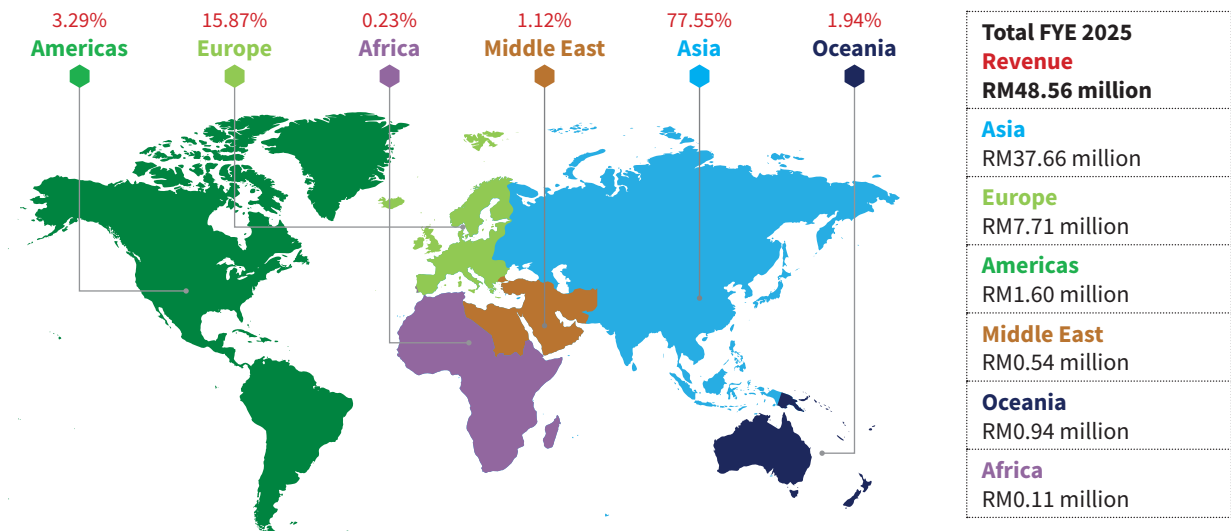 3.29%
Americas
15.87%
Europe
0.23%
Africa
1.12%
Middle East
77.55%
Asia
1.94%
Oceania
Total FYE 2025
Revenue
RM48.56 million
Asia
RM37.66 million
Europe
RM7.71 million
Americas
RM1.60 million
Middle East
RM0.54 million
Oceania
RM0.94 million
Africa
RM0.11 million